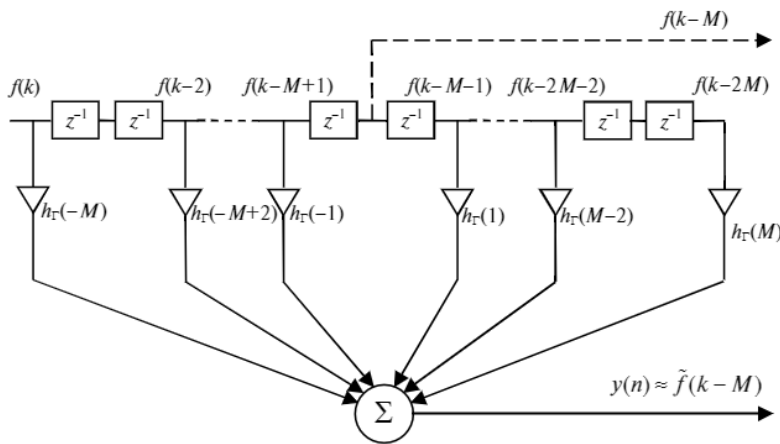 f(k−M)
f(k) f(k−2) f(k−M+1) f(k−M−1) f(k−2M−2) f(k−2M)
z⁻¹ z⁻¹ z⁻¹ z⁻¹ z⁻¹ z⁻¹
h_Γ(−M) h_Γ(−M+2) h_Γ(−1) h_Γ(1) h_Γ(M−2) h_Γ(M)
y(n) ≈ f̃(k − M)
Σ